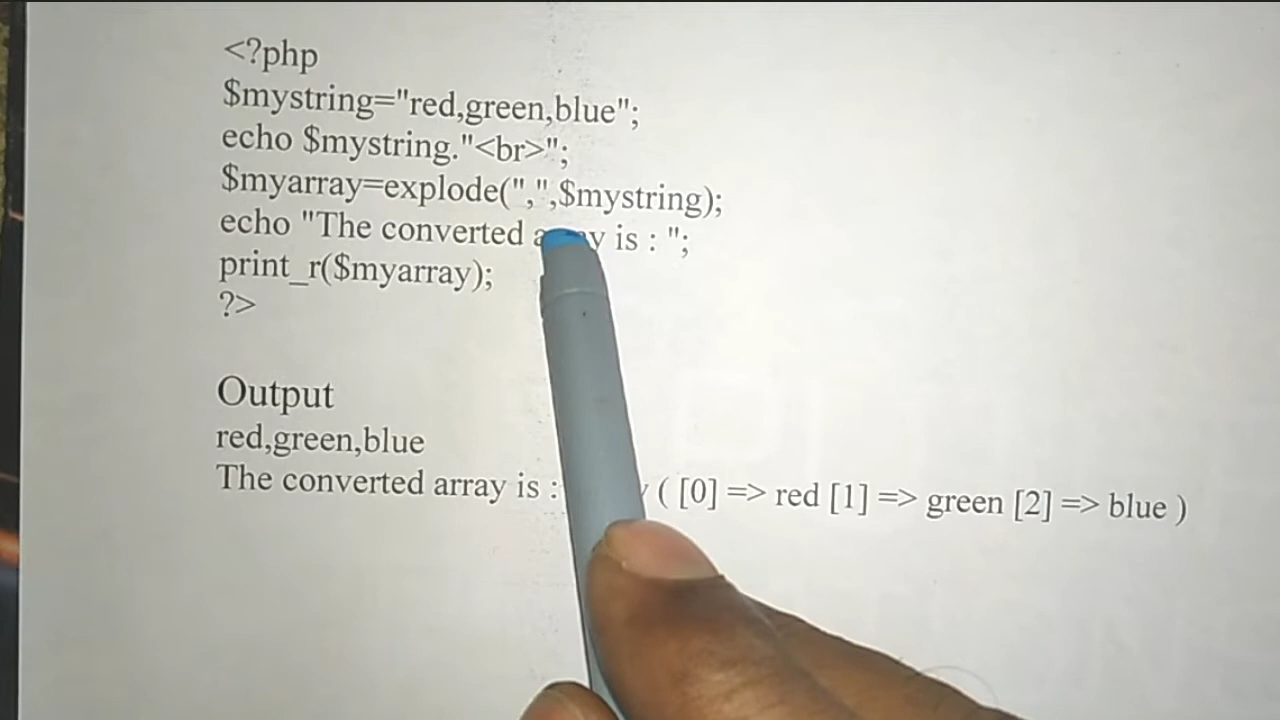 <?php
$mystring="red,green,blue";
echo $mystring."<br>";
$myarray=explode(",",$mystring);
echo "The converted is : ";
print_r($myarray);
?>
Output
red,green,blue
The converted array is : ( [0] => red [1] => green [2] => blue )